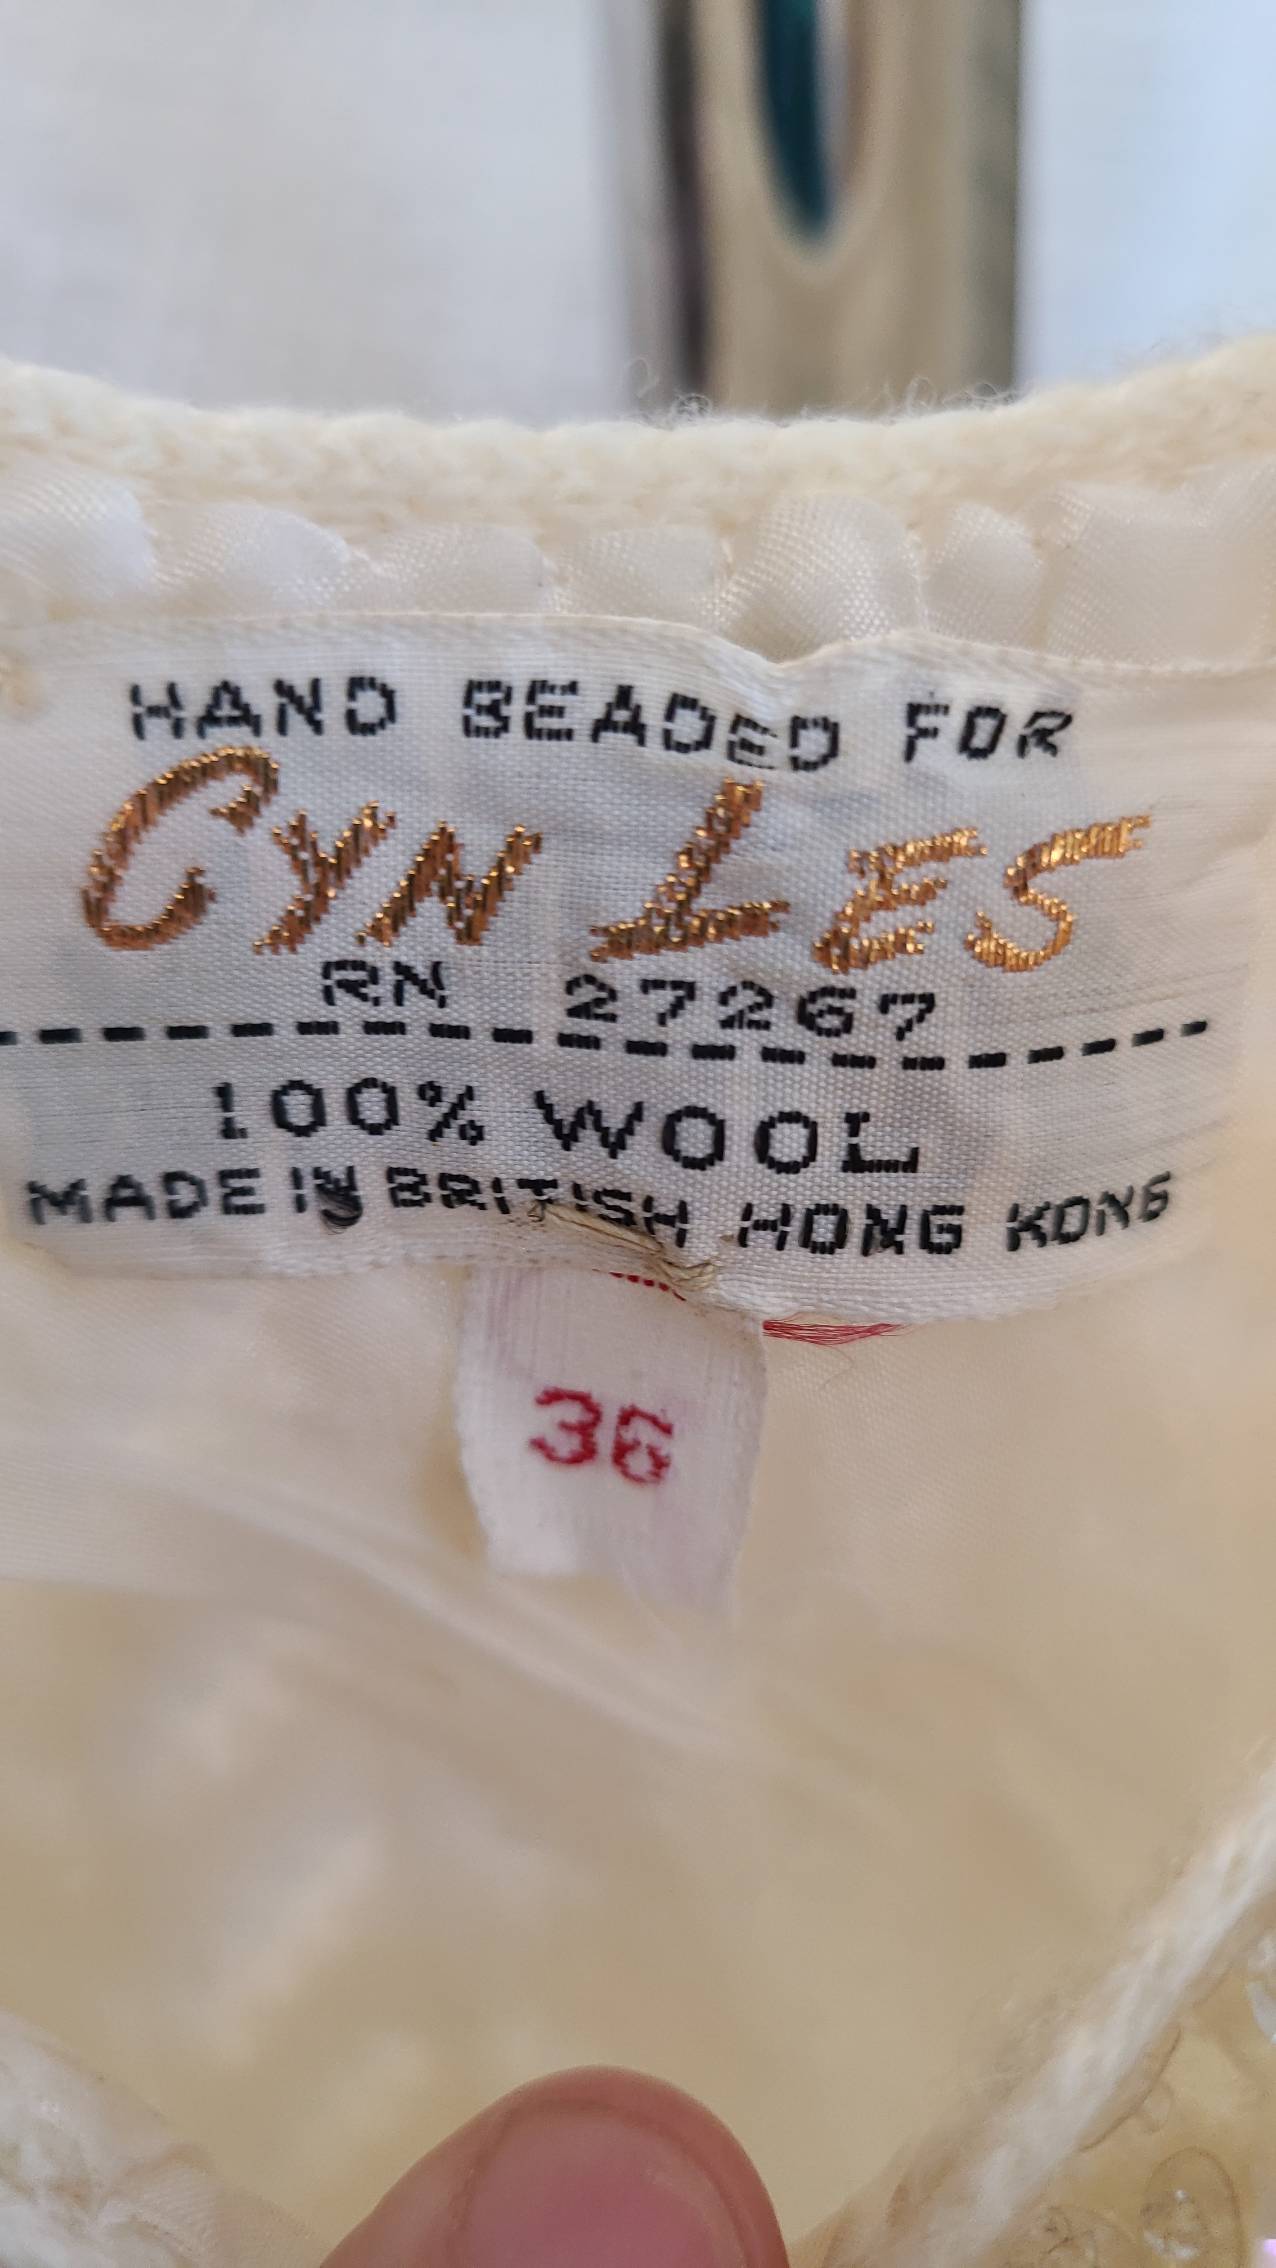 HAND BEADED FOR
CYN LES
RN 27267
100% WOOL
MADE IN BRITISH HONG KONG
36